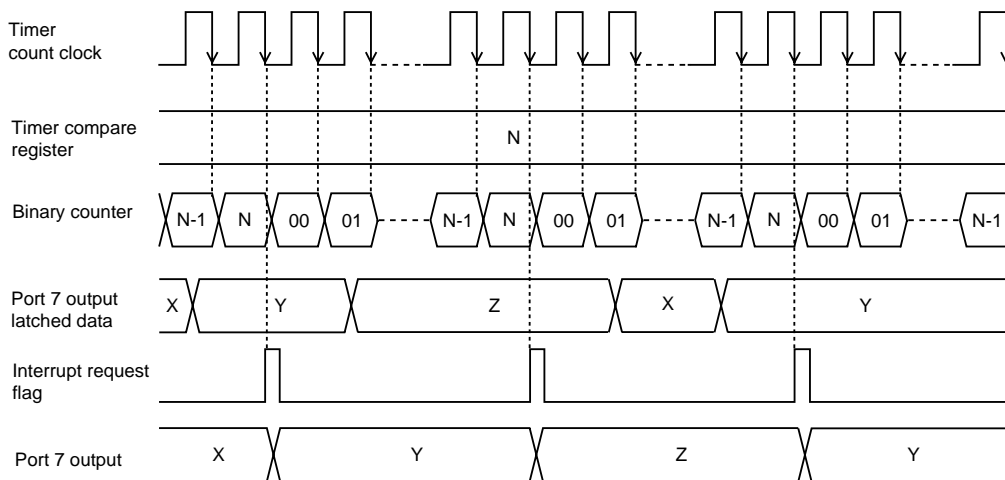 Timer
count clock
Timer compare
register
N
Binary counter
N-1 N 00 01 N-1 N 00 01 N-1 N 00 01 N-1
Port 7 output
latched data
X Y Z X Y
Interrupt request
flag
Port 7 output
X Y Z Y